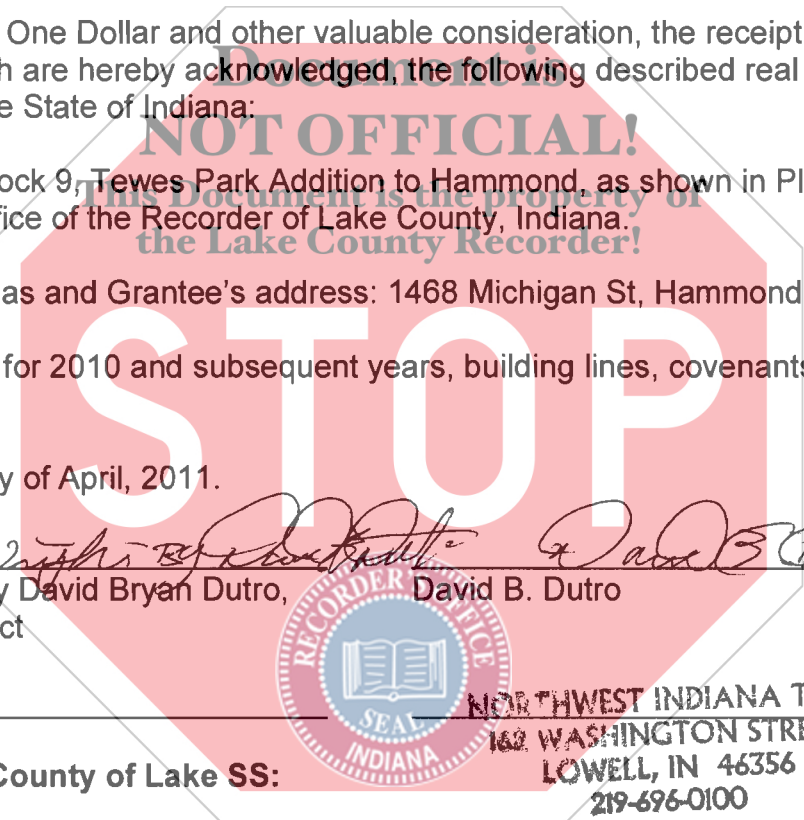 One Dollar and other valuable consideration, the receipt
h are hereby acknowledged, the following described real
e State of Indiana:
Document is
NOT OFFICIAL!
This Document is the property of
the Lake County Recorder!
ock 9, Tewes Park Addition to Hammond, as shown in Pl
fice of the Recorder of Lake County, Indiana.
as and Grantee's address: 1468 Michigan St, Hammond
for 2010 and subsequent years, building lines, covenants
STOP
y of April, 2011.
By
David B
y David Bryan Dutro,
David B. Dutro
ct
RECORDER'S OFFICE
SEAL
INDIANA
NORTHWEST INDIANA T
162 WASHINGTON STRE
LOWELL, IN 46356
219-696-0100
County of Lake SS: